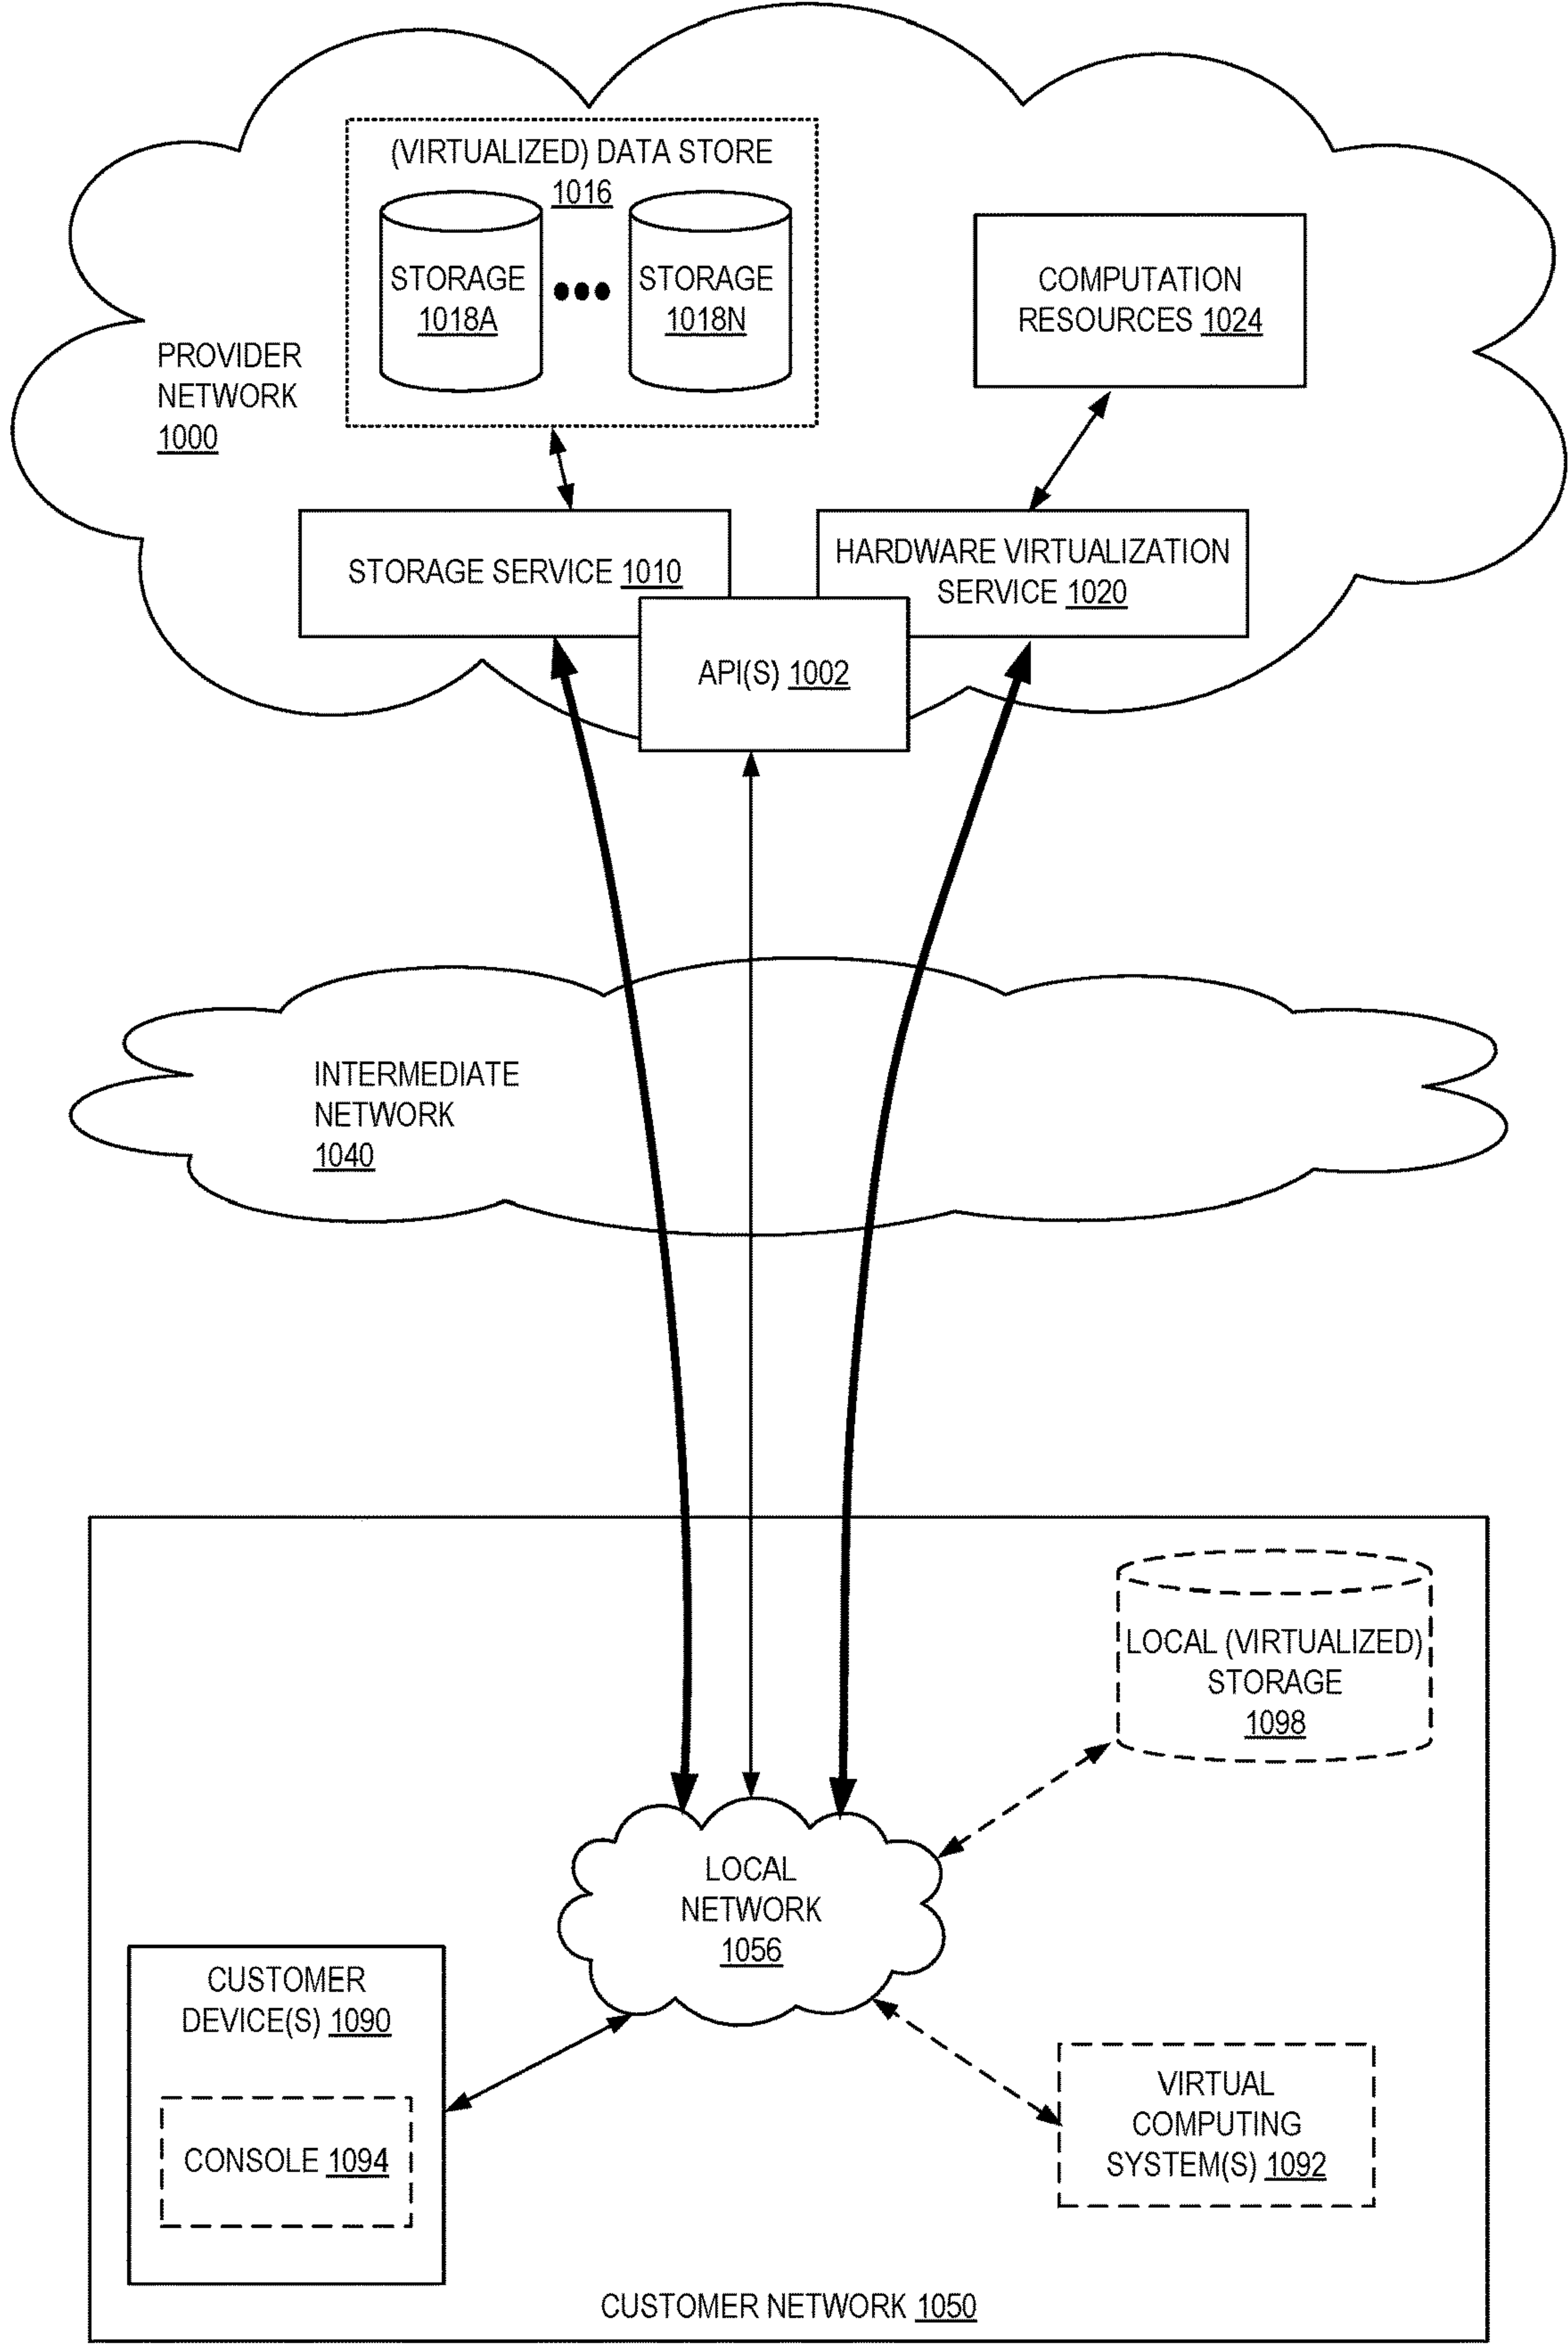 (VIRTUALIZED) DATA STORE
1016
STORAGE
1018A
STORAGE
1018N
COMPUTATION
RESOURCES 1024
PROVIDER
NETWORK
1000
STORAGE SERVICE 1010
HARDWARE VIRTUALIZATION
SERVICE 1020
API(S) 1002
INTERMEDIATE
NETWORK
1040
LOCAL (VIRTUALIZED)
STORAGE
1098
LOCAL
NETWORK
1056
CUSTOMER
DEVICE(S) 1090
CONSOLE 1094
VIRTUAL
COMPUTING
SYSTEM(S) 1092
CUSTOMER NETWORK 1050